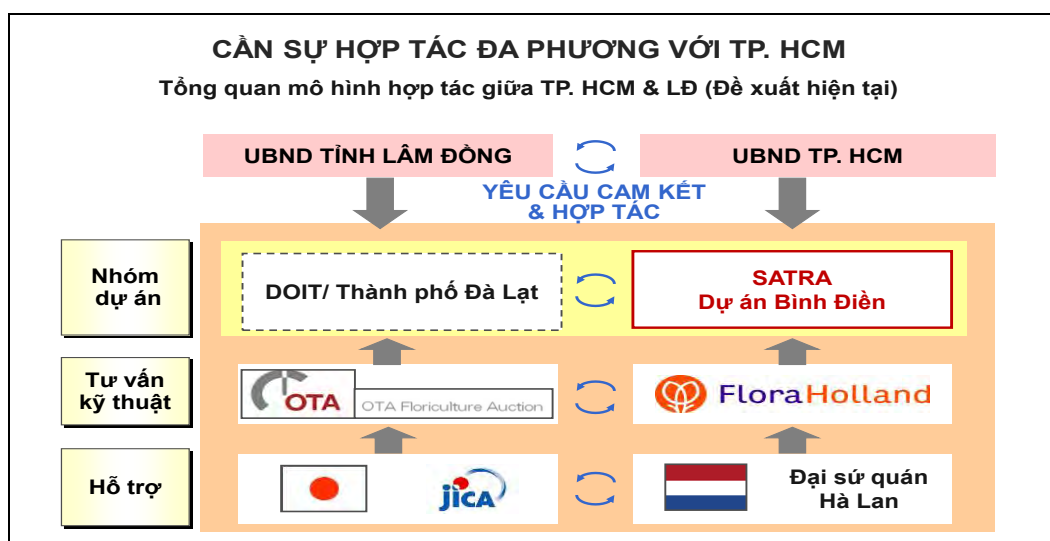 CẦN SỰ HỢP TÁC ĐA PHƯƠNG VỚI TP. HCM
Tổng quan mô hình hợp tác giữa TP. HCM & LĐ (Đề xuất hiện tại)
UBND TỈNH LÂM ĐỒNG
UBND TP. HCM
YÊU CẦU CAM KẾT
& HỢP TÁC
Nhóm
dự án
DOIT/ Thành phố Đà Lạt
SATRA
Dự án Bình Điền
Tư vấn
kỹ thuật
OTA
OTA Floriculture Auction
FloraHolland
Hỗ trợ
jica
Đại sứ quán
Hà Lan